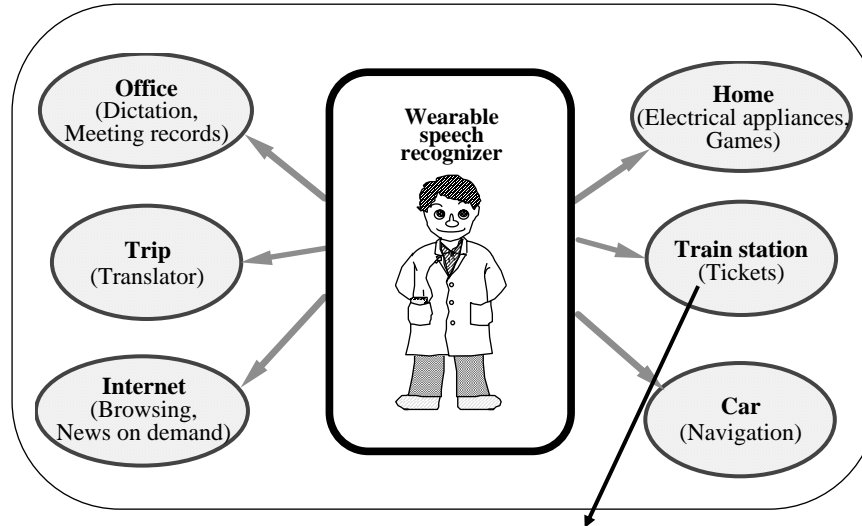 Office
(Dictation,
Meeting records)
Trip
(Translator)
Internet
(Browsing,
News on demand)
Wearable
speech
recognizer
Home
(Electrical appliances,
Games)
Train station
(Tickets)
Car
(Navigation)